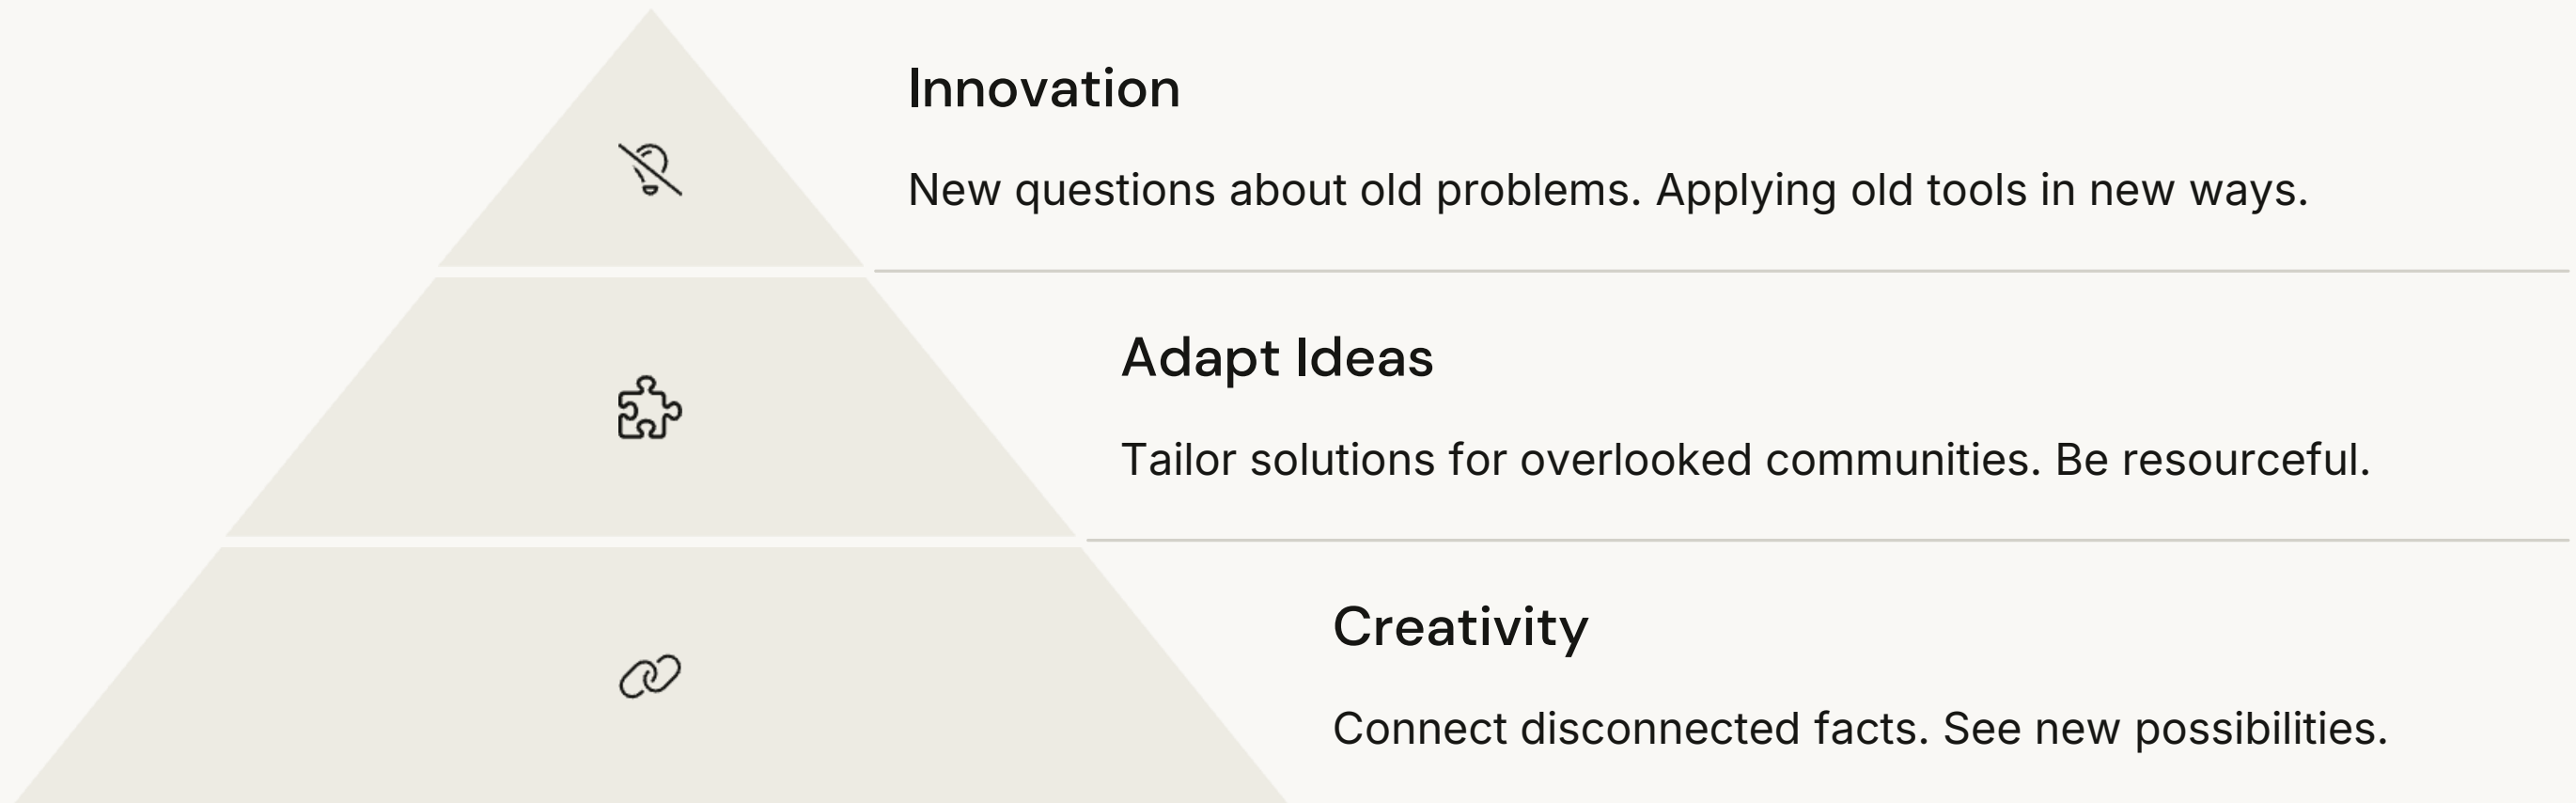 Innovation
New questions about old problems. Applying old tools in new ways.
Adapt Ideas
Tailor solutions for overlooked communities. Be resourceful.
Creativity
Connect disconnected facts. See new possibilities.